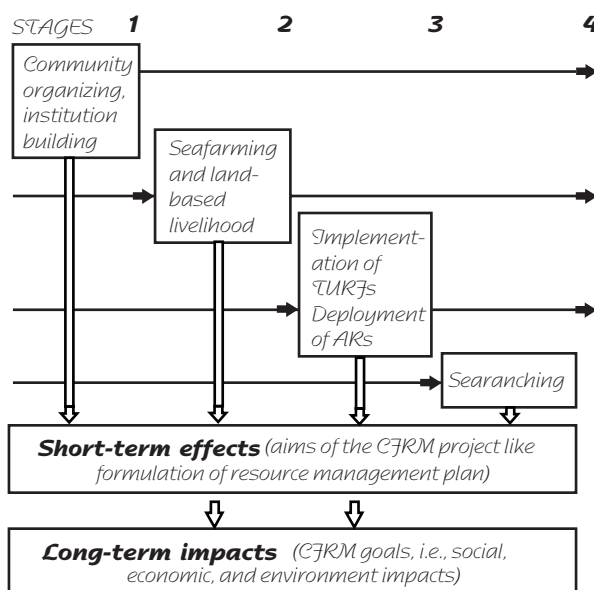 STAGES 1 2 3 4
Community
organizing,
institution
building
Seafarming
and land-
based
livelihood
Implement-
ation of
TURFs
Deployment
of ARs
Searanching
Short-term effects (aims of the CFRM project like
formulation of resource management plan)
Long-term impacts (CFRM goals, i.e., social,
economic, and environment impacts)